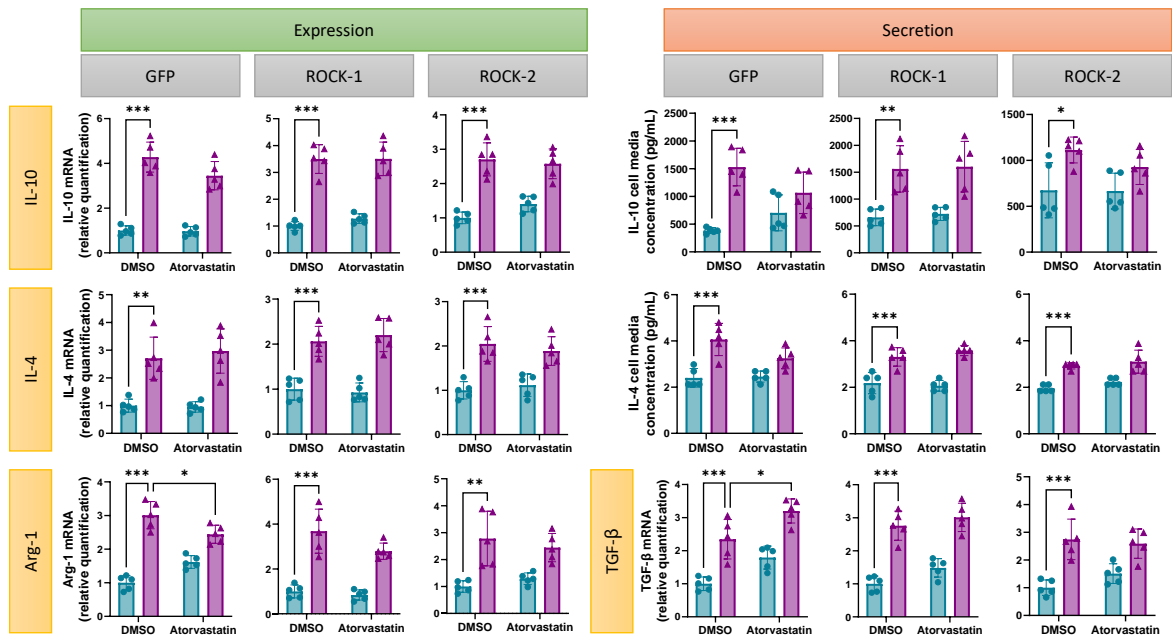 Expression
Secretion
GFP
ROCK-1
ROCK-2
GFP
ROCK-1
ROCK-2
IL-10
IL-10 mRNA
(relative quantification)
6
4
2
0
***
DMSO
Atorvastatin
6
4
2
0
***
DMSO
Atorvastatin
4
3
2
1
0
***
DMSO
Atorvastatin
IL-10 cell media
concentration (pg/mL)
2500
2000
1500
1000
500
0
***
DMSO
Atorvastatin
2500
2000
1500
1000
500
0
**
DMSO
Atorvastatin
1500
1000
500
0
*
DMSO
Atorvastatin
IL-4
IL-4 mRNA
(relative quantification)
5
4
3
2
1
0
**
DMSO
Atorvastatin
3
2
1
0
***
DMSO
Atorvastatin
3
2
1
0
***
DMSO
Atorvastatin
IL-4 cell media
concentration (pg/mL)
6
4
2
0
***
DMSO
Atorvastatin
6
4
2
0
***
DMSO
Atorvastatin
6
4
2
0
***
DMSO
Atorvastatin
Arg-1
Arg-1 mRNA
(relative quantification)
4
3
2
1
0
***
*
DMSO
Atorvastatin
6
4
2
0
***
DMSO
Atorvastatin
5
4
3
2
1
0
**
DMSO
Atorvastatin
TGF-β
TGF-β mRNA
(relative quantification)
4
3
2
1
0
***
*
DMSO
Atorvastatin
4
3
2
1
0
***
DMSO
Atorvastatin
5
4
3
2
1
0
***
DMSO
Atorvastatin